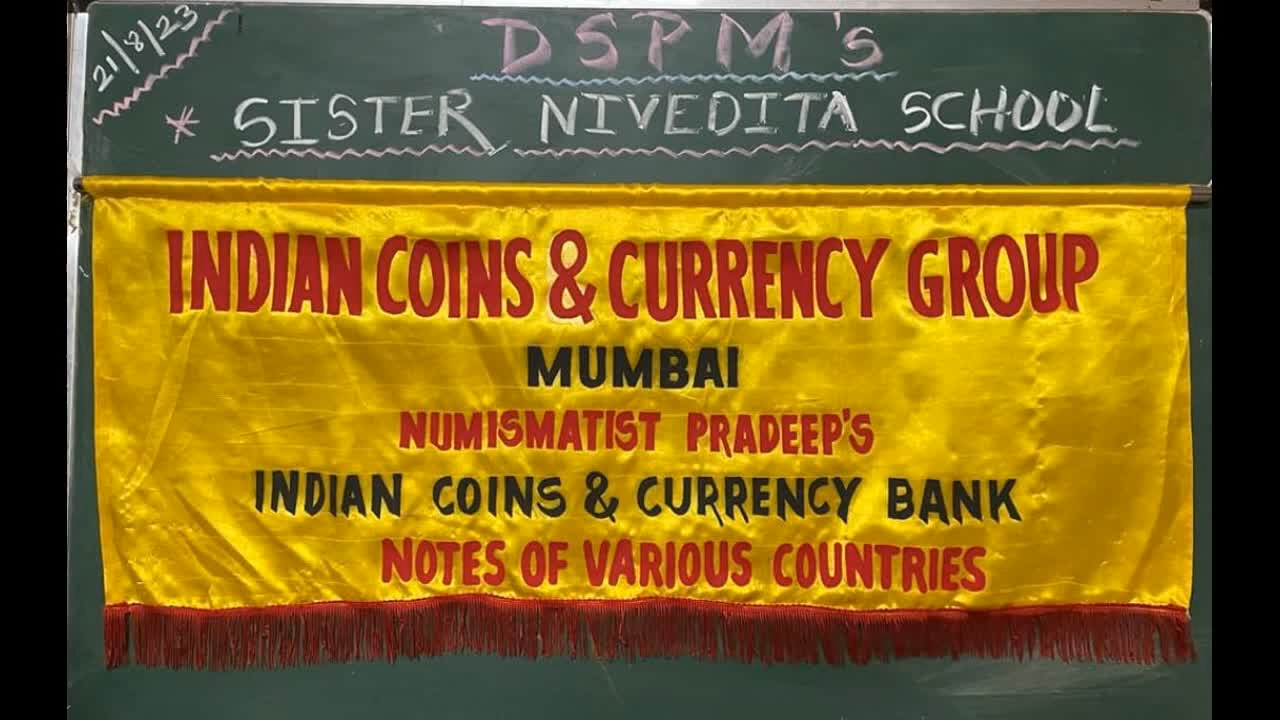 21/8/23
DSPM's
* SISTER NIVEDITA SCHOOL
INDIAN COINS & CURRENCY GROUP
MUMBAI
NUMISMATIST PRADEEP'S
INDIAN COINS & CURRENCY BANK
NOTES OF VARIOUS COUNTRIES